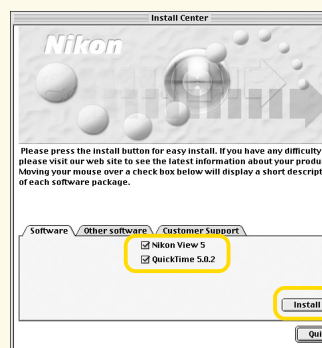 Install Center
Nikon
Please press the install button for easy install. If you have any difficulty
please visit our web site to see the latest information about your produ
Moving your mouse over a check box below will display a short descript
of each software package.
Software Other software Customer Support
Nikon View 5
QuickTime 5.0.2
Install
Qui